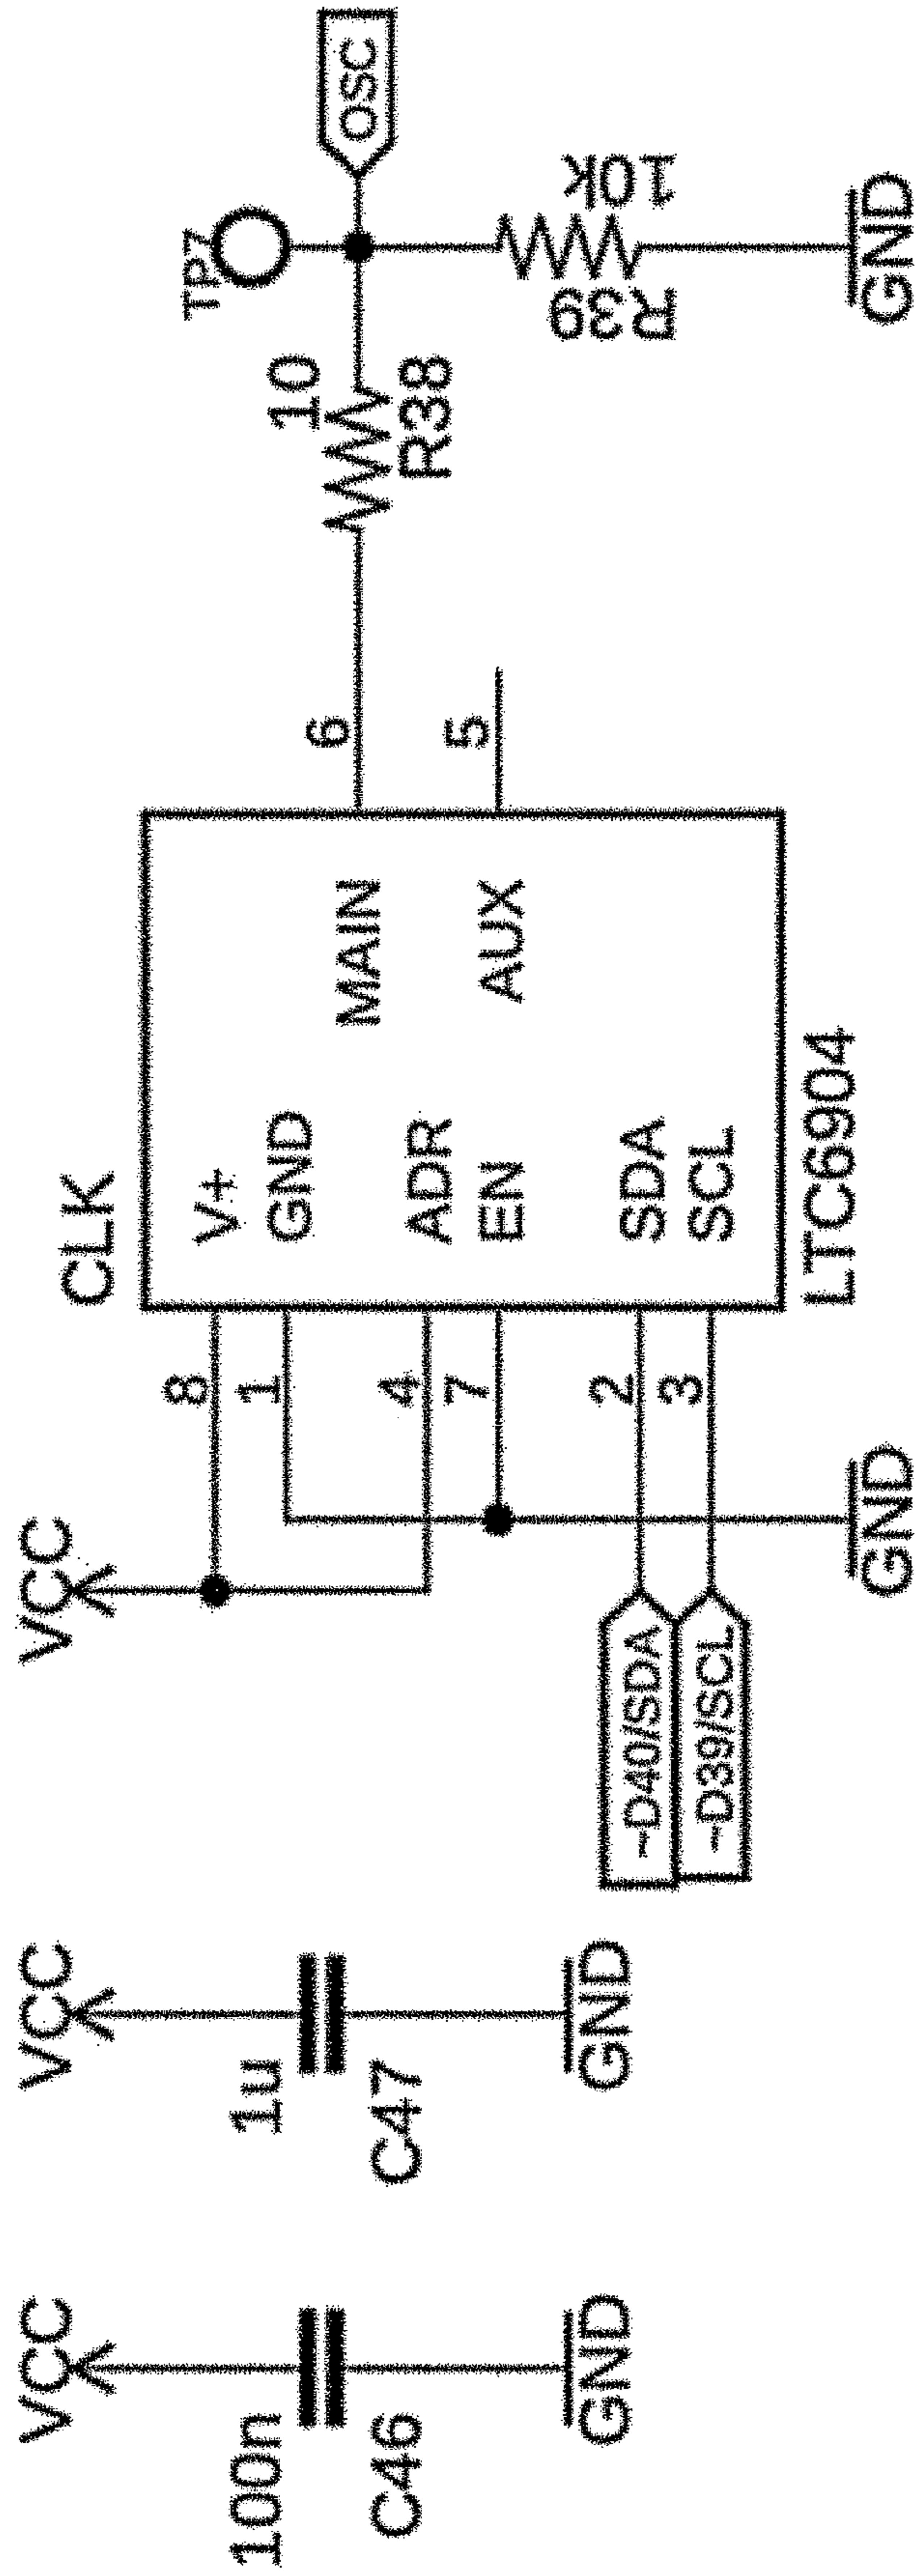 VCC
100n
C46
GND
VCC
1u
C47
GND
VCC
~D40/SDA
~D39/SCL
GND
CLK
8
1
4
7
2
3
V+
GND
ADR
EN
SDA
SCL
MAIN
AUX
LTC6904
6
5
10
R38
TP7
OSC
R39
10k
GND